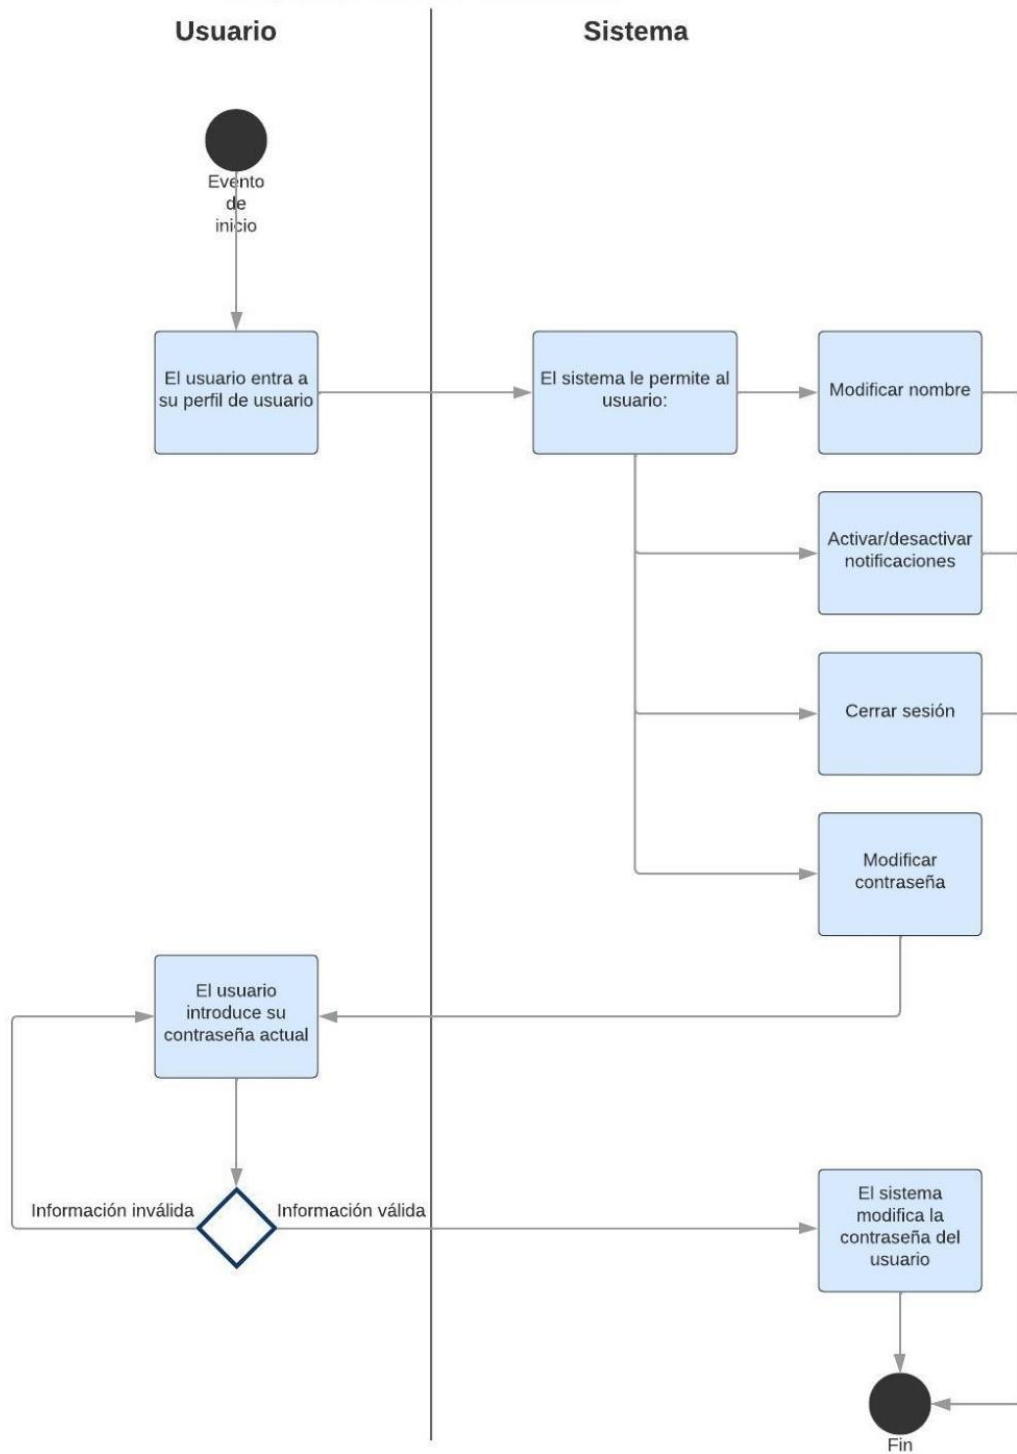 Usuario
Sistema
Evento
de
inicio
El usuario entra a
su perfil de usuario
El sistema le permite al
usuario:
Modificar nombre
Activar/desactivar
notificaciones
Cerrar sesión
Modificar
contraseña
El usuario
introduce su
contraseña actual
Información inválida
Información válida
El sistema
modifica la
contraseña del
usuario
Fin